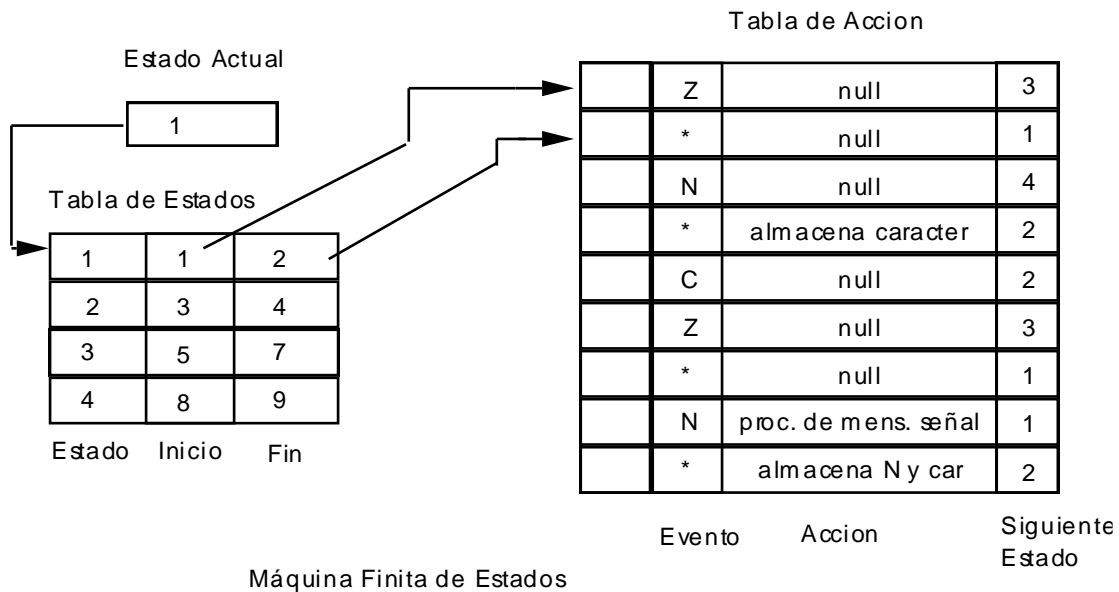 Tabla de Accion
Estado Actual
1
Tabla de Estados
1 1 2
2 3 4
3 5 7
4 8 9
Estado Inicio Fin
Z null 3
* null 1
N null 4
* almacena caracter 2
C null 2
Z null 3
* null 1
N proc. de mens. señal 1
* almacena N y car 2
Evento Accion Siguiente
Estado
Máquina Finita de Estados